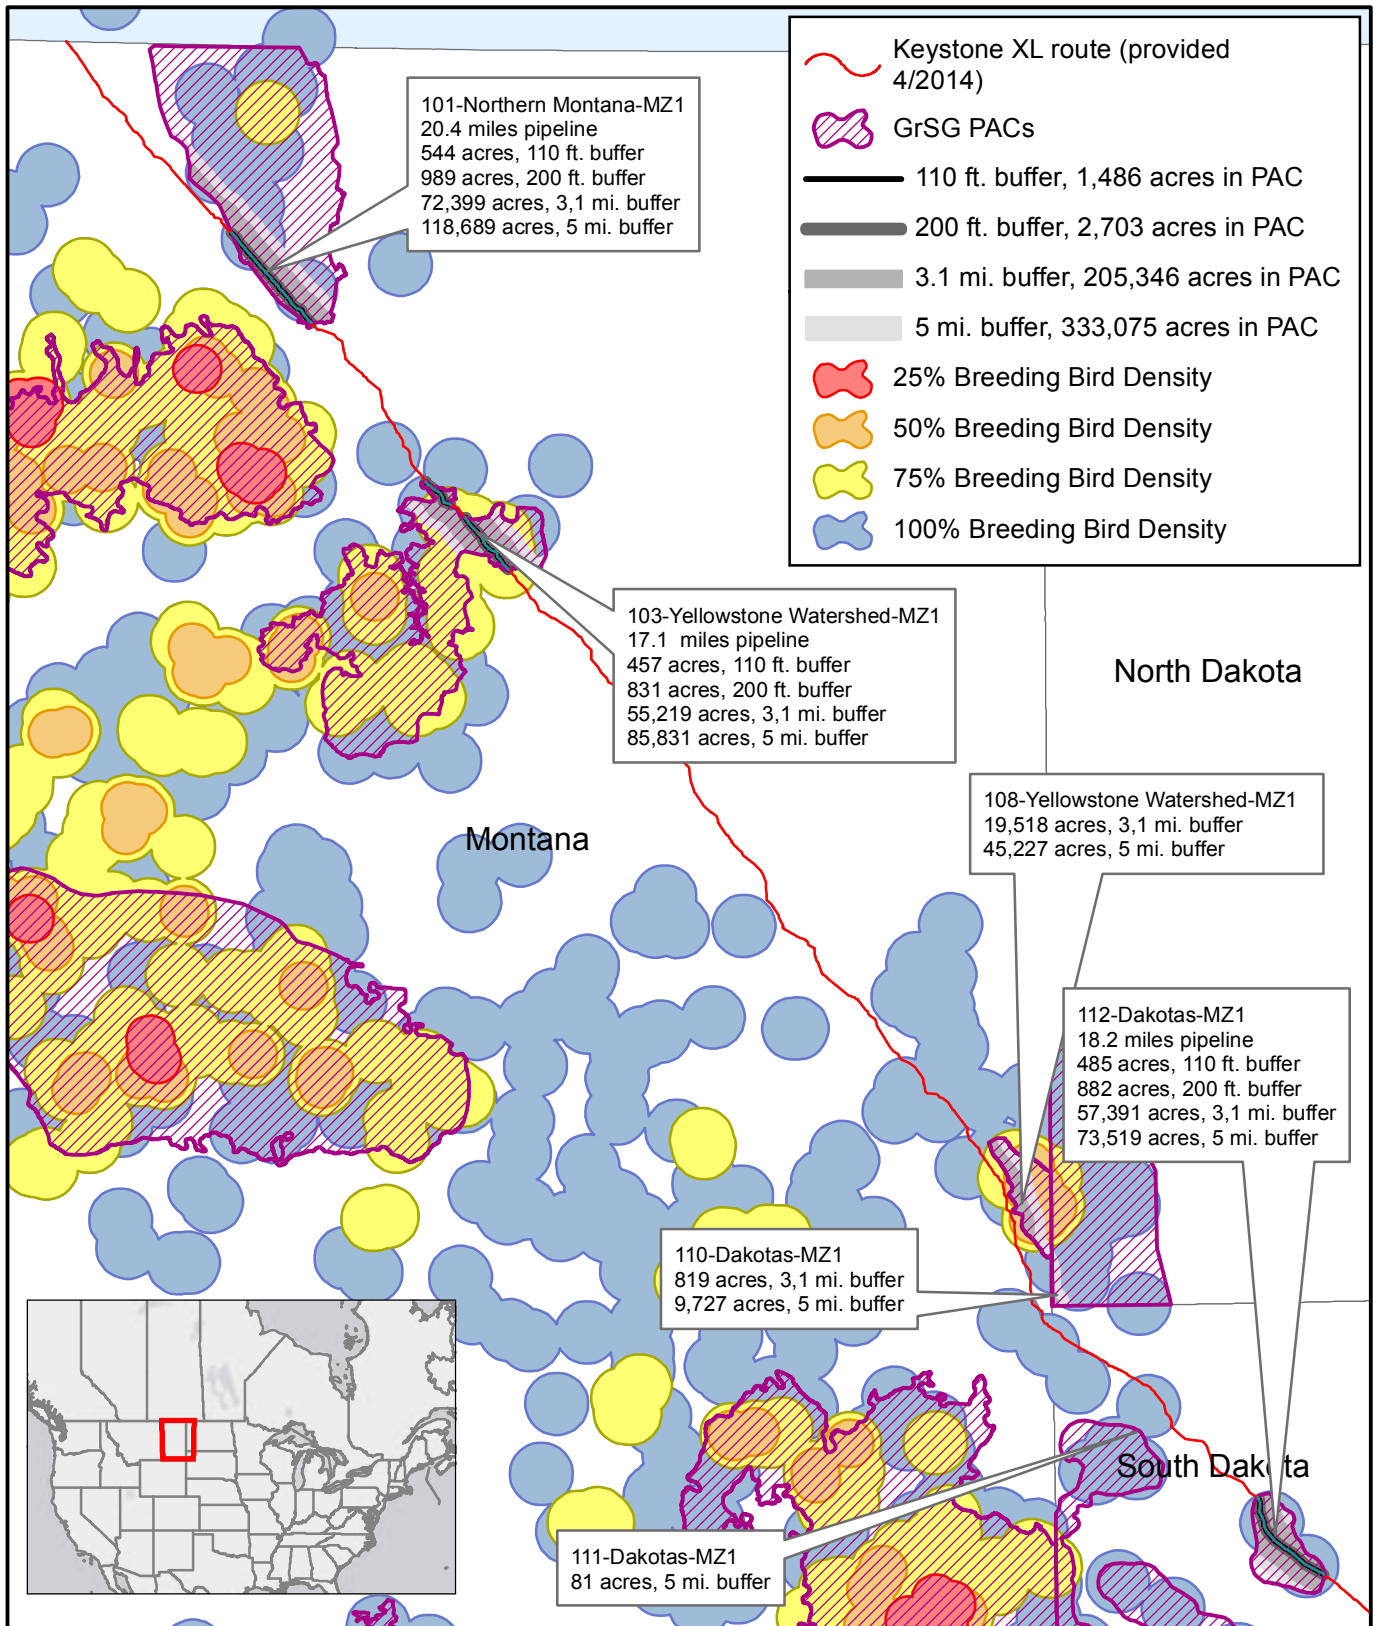 Keystone XL route (provided
4/2014)
GrSG PACs
110 ft. buffer, 1,486 acres in PAC
200 ft. buffer, 2,703 acres in PAC
3.1 mi. buffer, 205,346 acres in PAC
5 mi. buffer, 333,075 acres in PAC
25% Breeding Bird Density
50% Breeding Bird Density
75% Breeding Bird Density
100% Breeding Bird Density
101-Northern Montana-MZ1
20.4 miles pipeline
544 acres, 110 ft. buffer
989 acres, 200 ft. buffer
72,399 acres, 3,1 mi. buffer
118,689 acres, 5 mi. buffer
103-Yellowstone Watershed-MZ1
17.1 miles pipeline
457 acres, 110 ft. buffer
831 acres, 200 ft. buffer
55,219 acres, 3,1 mi. buffer
85,831 acres, 5 mi. buffer
North Dakota
108-Yellowstone Watershed-MZ1
19,518 acres, 3,1 mi. buffer
45,227 acres, 5 mi. buffer
Montana
112-Dakotas-MZ1
18.2 miles pipeline
485 acres, 110 ft. buffer
882 acres, 200 ft. buffer
57,391 acres, 3,1 mi. buffer
73,519 acres, 5 mi. buffer
110-Dakotas-MZ1
819 acres, 3,1 mi. buffer
9,727 acres, 5 mi. buffer
South Dakota
111-Dakotas-MZ1
81 acres, 5 mi. buffer